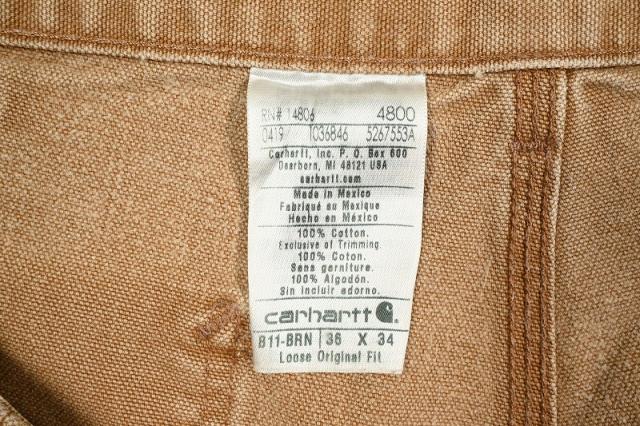 RN# 14806 4800
0419 1036846 5267553A
Carhartt, Inc. P. O. Box 600
Dearborn, MI 48121 USA
carhartt.com
Made in Mexico
Fabriqué au Mexique
Hecho en México
100% Cotton.
Exclusive of Trimming.
100% Coton.
Sans garniture.
100% Algodón.
Sin incluir adorno.
carhartt
B11-BRN 36 X 34
Loose Original Fit